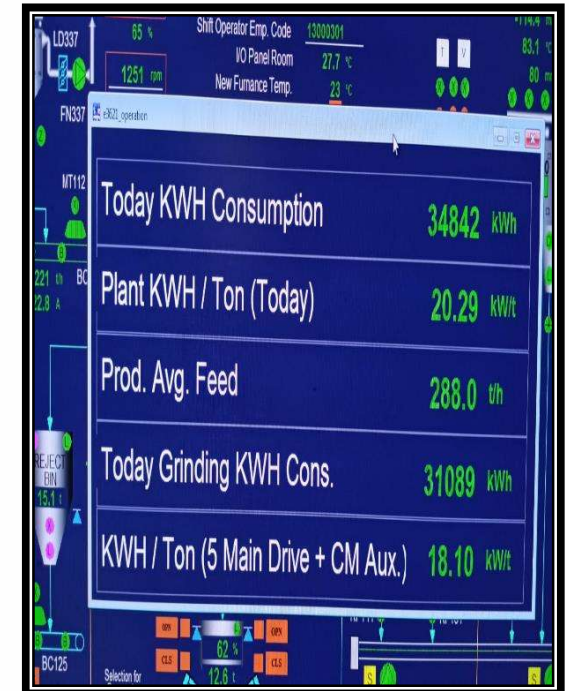 LD337
65 %
Shift Operator Emp. Code 13000301
I/O Panel Room 27.7 °C
83.1 °C
1251 rpm
New Furnance Temp. 23 °C
80
T V
FN337
e3621_operation
MT112
Today KWH Consumption 34842 kWh
221 t/h BC
22.8 A
Plant KWH / Ton (Today) 20.29 kW/t
Prod. Avg. Feed 288.0 t/h
REJECT
BIN
15.1 t
Today Grinding KWH Cons. 31089 kWh
KWH / Ton (5 Main Drive + CM Aux.) 18.10 kW/t
OPN OPN
62 %
CLS CLS
12.6 t
BC125
Selection for
S S